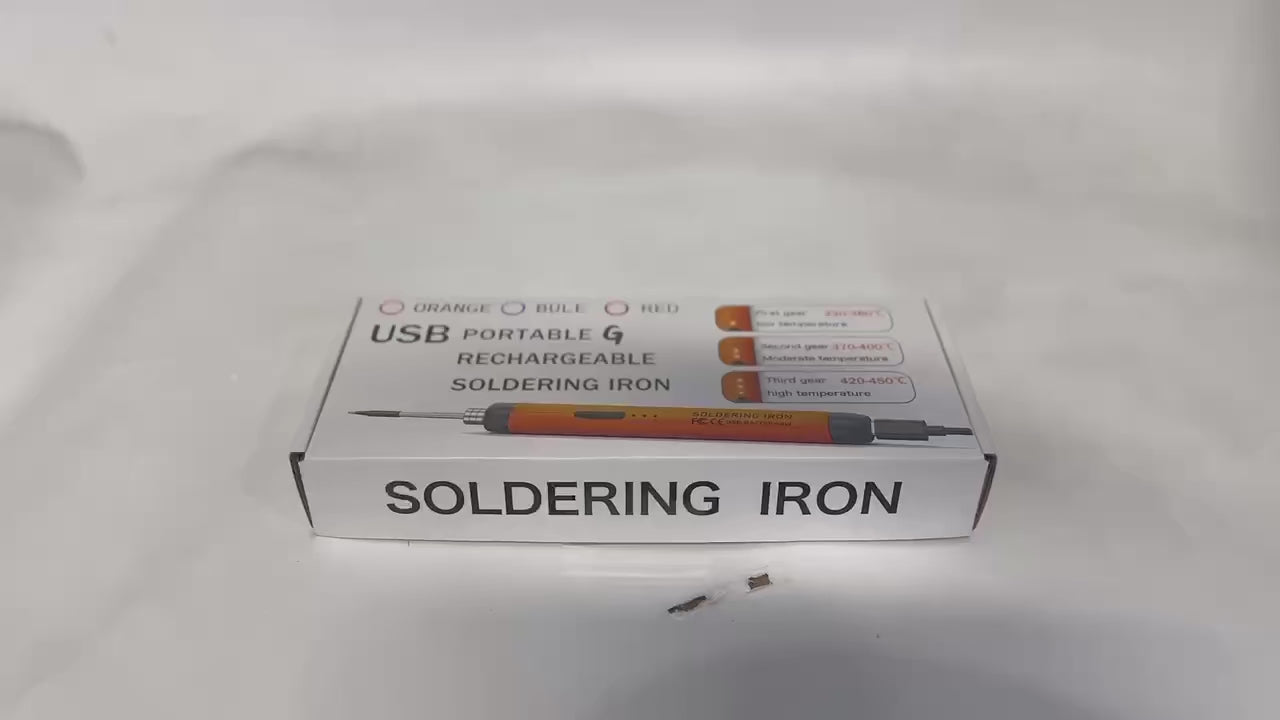 ORANGE BULE RED
USB PORTABLE
RECHARGEABLE
SOLDERING IRON
First gear
low temperature
Second gear 370-400℃
Moderate temperature
Third gear 420-450℃
high temperature
SOLDERING IRON
FC CE
SOLDERING IRON